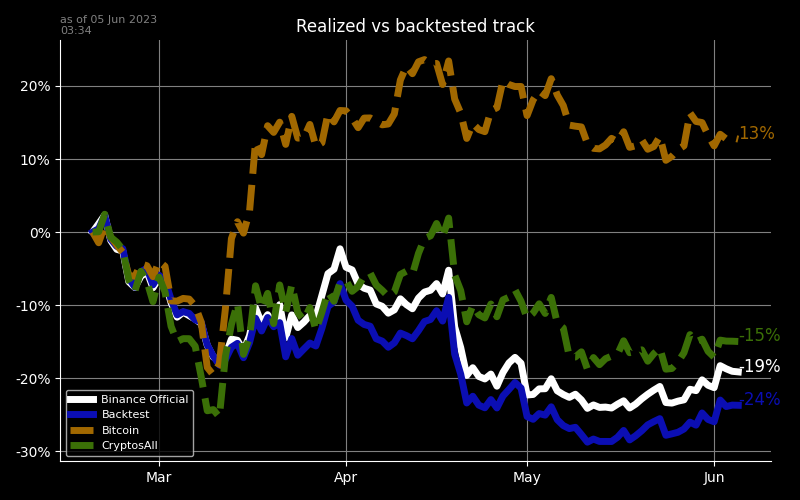 as of 05 Jun 2023
03:34
Realized vs backtested track
20%
10%
0%
-10%
-20%
-30%
13%
-15%
-19%
-24%
Binance Official
Backtest
Bitcoin
CryptosAll
Mar
Apr
May
Jun